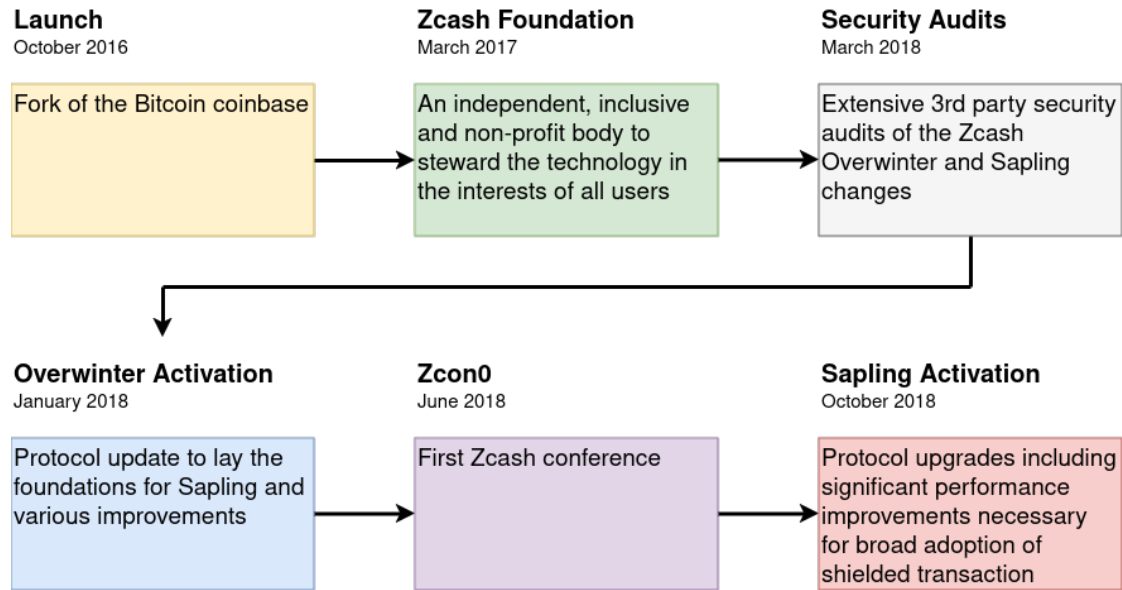 Launch
October 2016
Fork of the Bitcoin coinbase
Zcash Foundation
March 2017
An independent, inclusive
and non-profit body to
steward the technology in
the interests of all users
Security Audits
March 2018
Extensive 3rd party security
audits of the Zcash
Overwinter and Sapling
changes
Overwinter Activation
January 2018
Protocol update to lay the
foundations for Sapling and
various improvements
Zcon0
June 2018
First Zcash conference
Sapling Activation
October 2018
Protocol upgrades including
significant performance
improvements necessary
for broad adoption of
shielded transaction